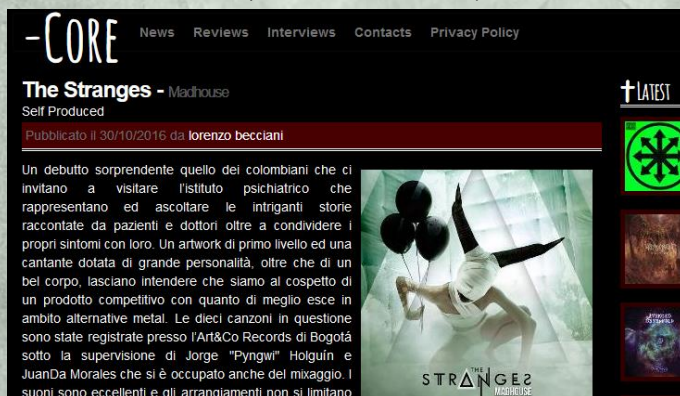 -CORE
News Reviews Interviews Contacts Privacy Policy
The Stranges - Madhouse
Self Produced
Pubblicato il 30/10/2016 da lorenzo becciani
Un debutto sorprendente quello dei colombiani che ci
invitano a visitare l'istituto psichiatrico che
rappresentano ed ascoltare le intriganti storie
raccontate da pazienti e dottori oltre a condividere i
propri sintomi con loro. Un artwork di primo livello ed una
cantante dotata di grande personalità, oltre che di un
bel corpo, lasciano intendere che siamo al cospetto di
un prodotto competitivo con quanto di meglio esce in
ambito alternative metal. Le dieci canzoni in questione
sono state registrate presso l'Art&Co Records di Bogotá
sotto la supervisione di Jorge "Pyngwi" Holguín e
JuanDa Morales che si è occupato anche del mixaggio. I
suoni sono eccellenti e gli arrangiamenti non si limitano
THE
STRANGES
MADHOUSE
LATEST